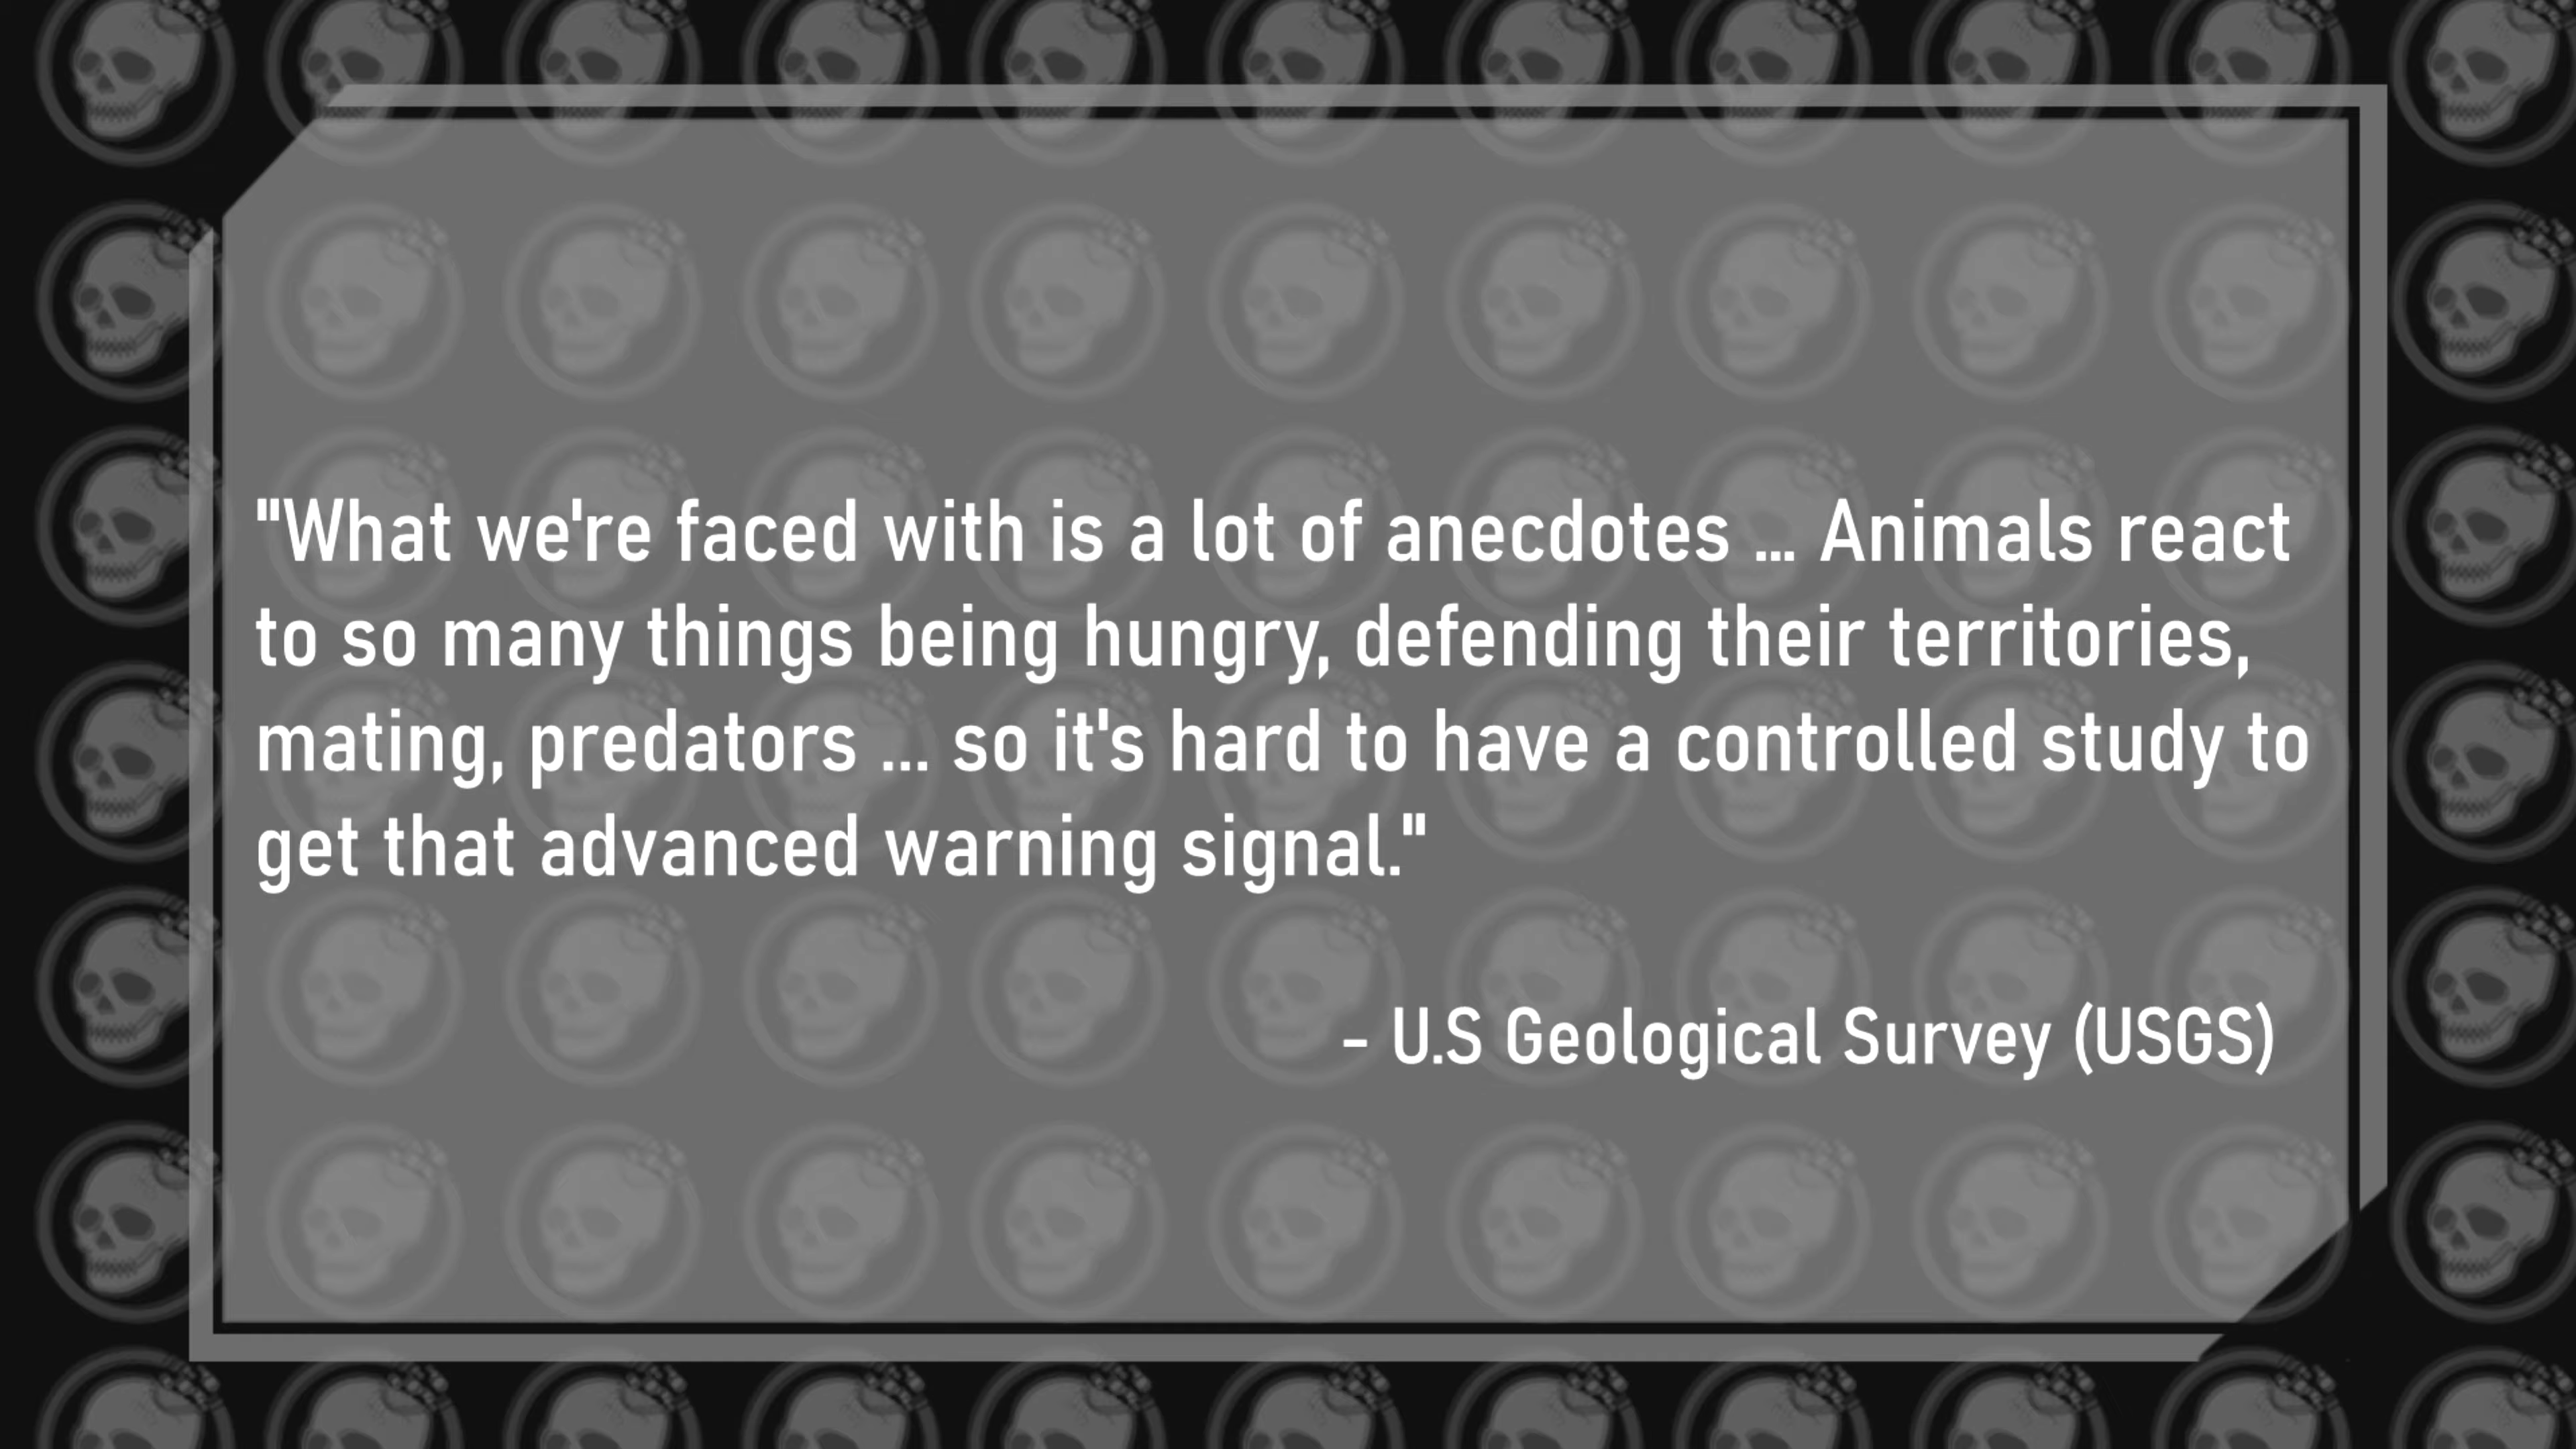 "What we're faced with is a lot of anecdotes ... Animals react
to so many things being hungry, defending their territories,
mating, predators ... so it's hard to have a controlled study to
get that advanced warning signal."
- U.S Geological Survey (USGS)